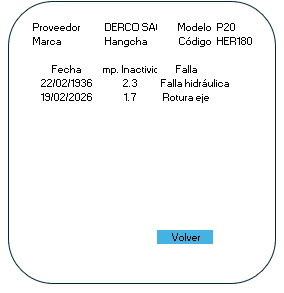 Proveedor DERCO SA Modelo P20
Marca Hangcha Código HER180
Fecha mp. Inactivid Falla
22/02/1936 2.3 Falla hidráulica
19/02/2026 1.7 Rotura eje
Volver